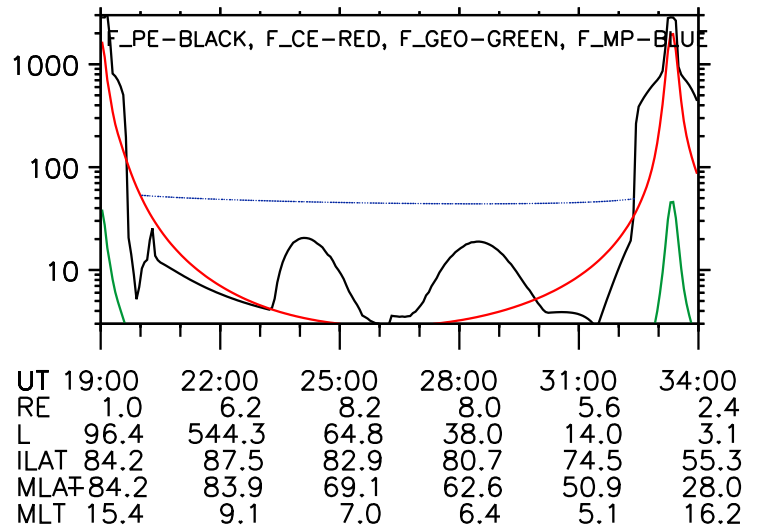 F_PE-BLACK, F_CE-RED, F_GEO-GREEN, F_MP-BLUE
1000
100
10
UT 19:00 22:00 25:00 28:00 31:00 34:00
RE 1.0 6.2 8.2 8.0 5.6 2.4
L 96.4 544.3 64.8 38.0 14.0 3.1
ILAT 84.2 87.5 82.9 80.7 74.5 55.3
MLAT 84.2 83.9 69.1 62.6 50.9 28.0
MLT 15.4 9.1 7.0 6.4 5.1 16.2